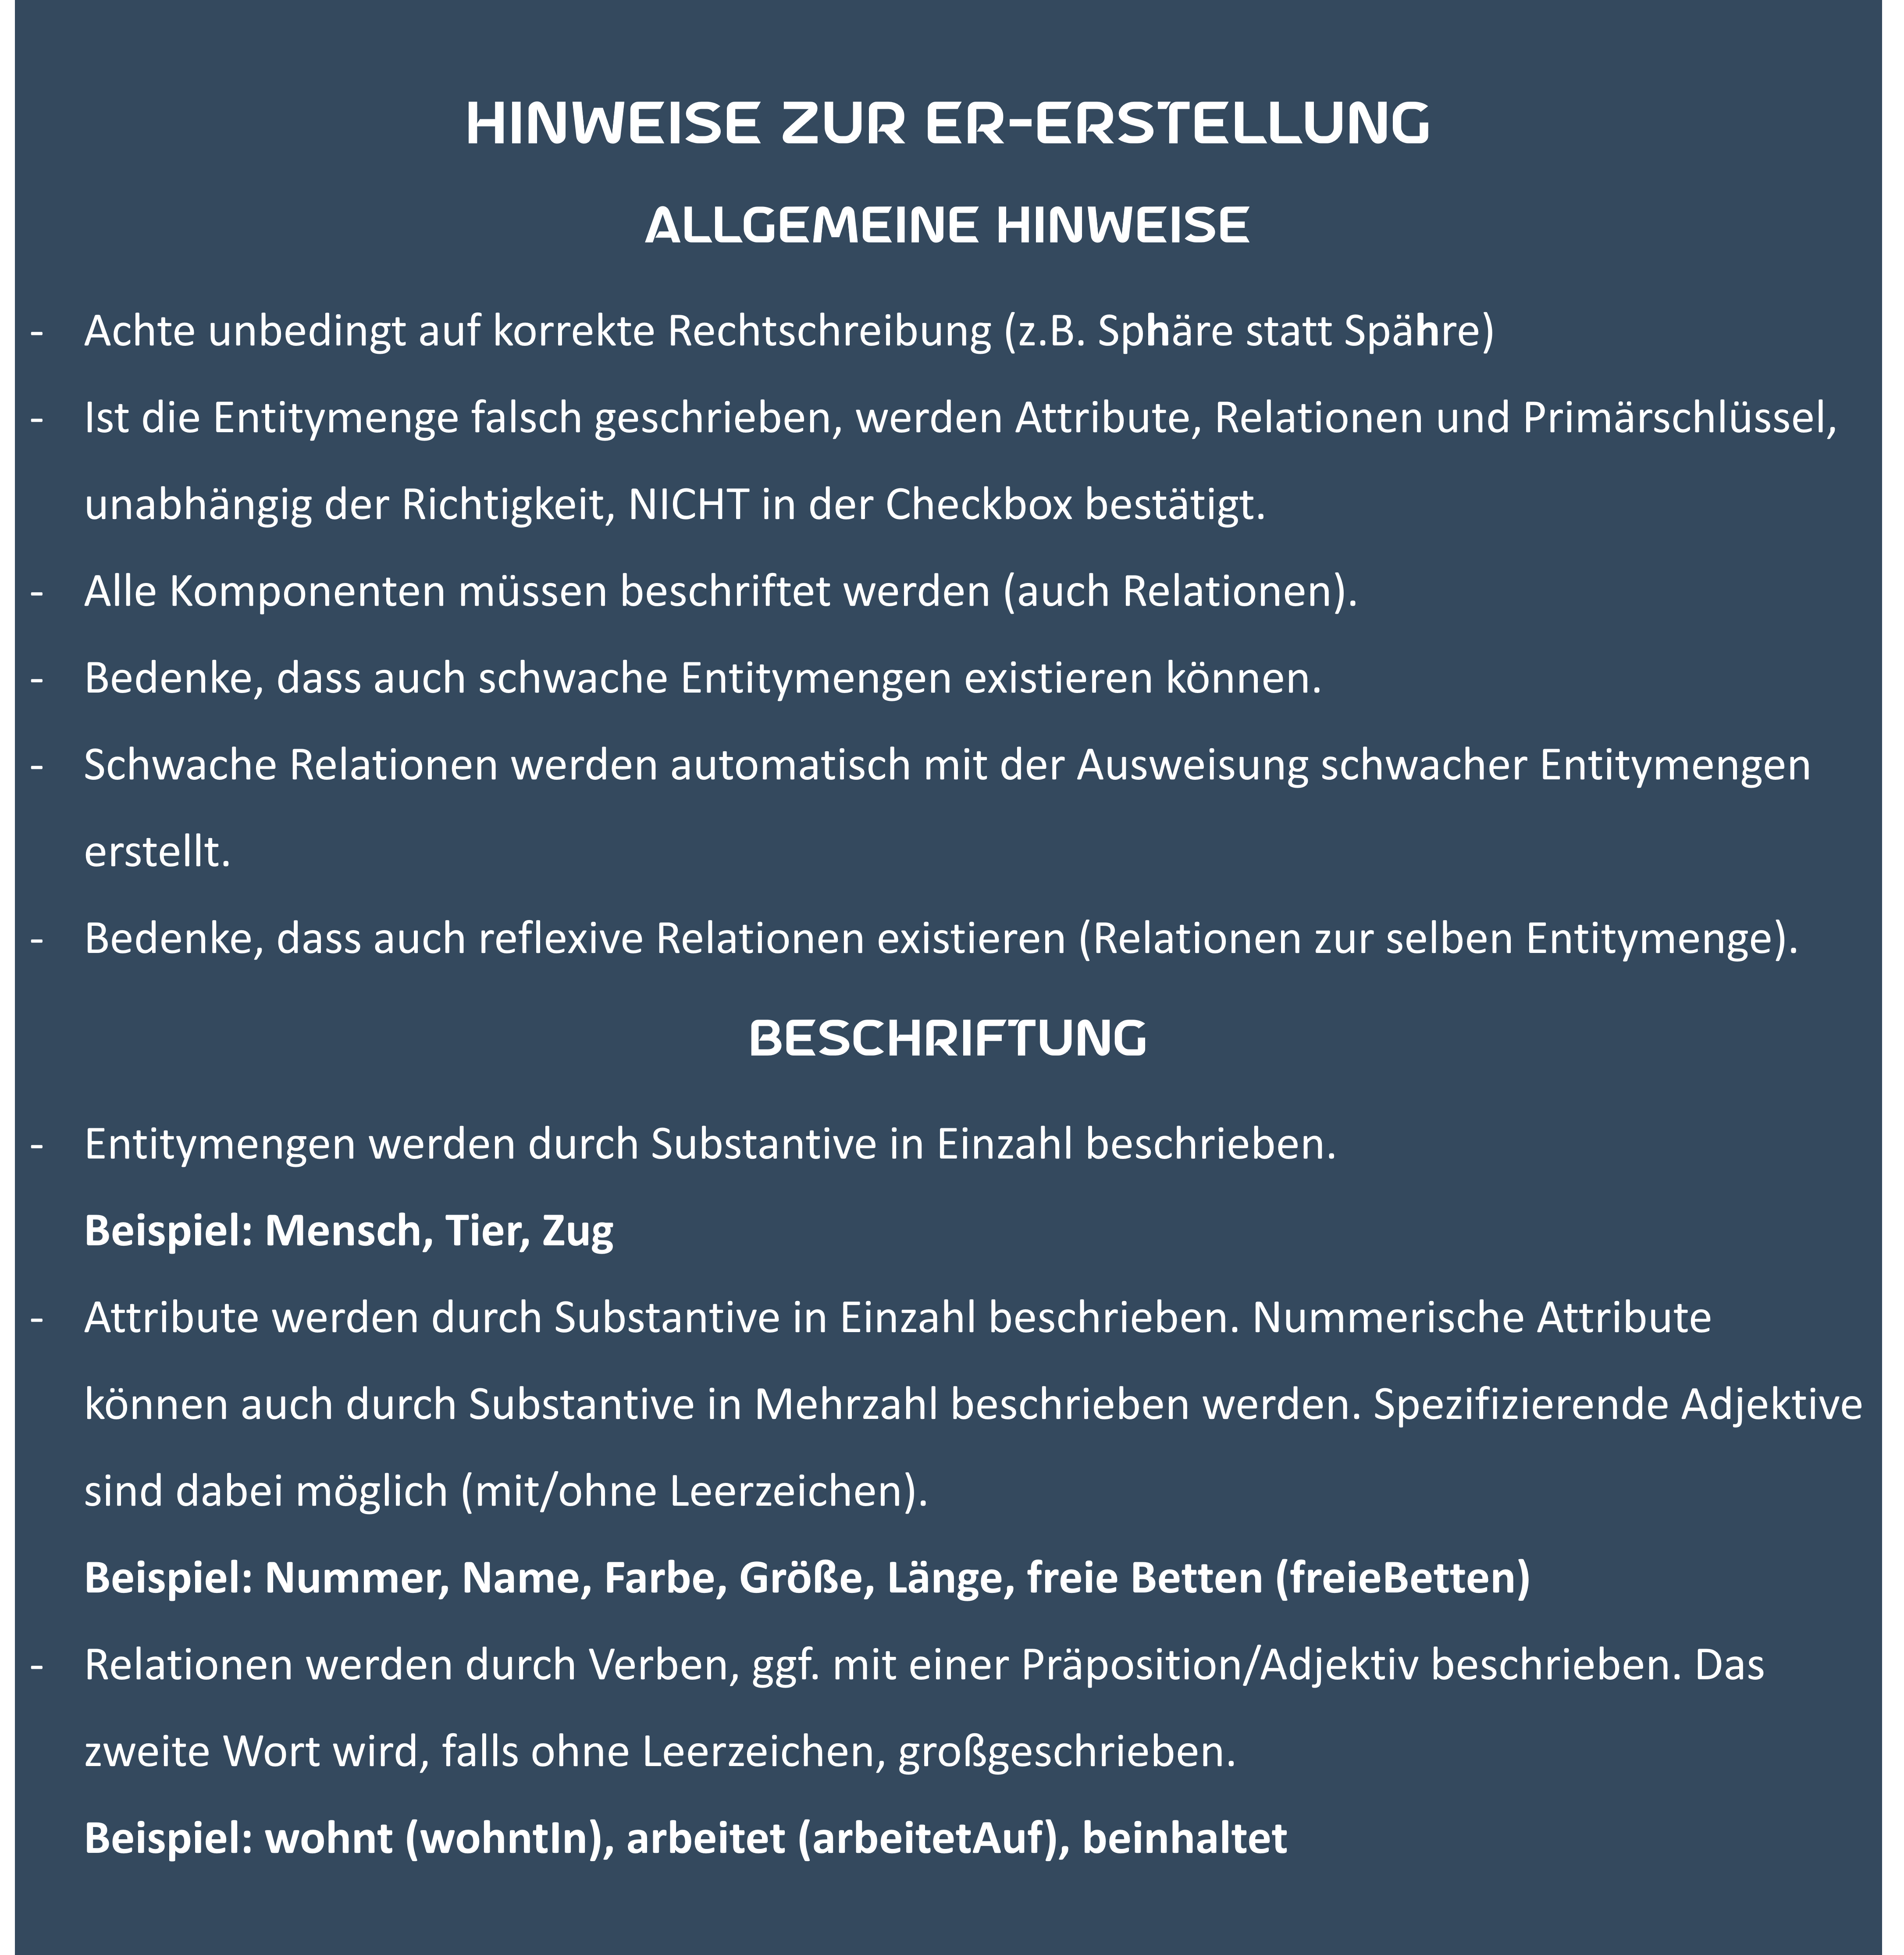 HINWEISE ZUR ER-ERSTELLUNG
ALLGEMEINE HINWEISE
- Achte unbedingt auf korrekte Rechtschreibung (z.B. Sphäre statt Spähre)
- Ist die Entitymenge falsch geschrieben, werden Attribute, Relationen und Primärschlüssel,
unabhängig der Richtigkeit, NICHT in der Checkbox bestätigt.
- Alle Komponenten müssen beschriftet werden (auch Relationen).
- Bedenke, dass auch schwache Entitymengen existieren können.
- Schwache Relationen werden automatisch mit der Ausweisung schwacher Entitymengen
erstellt.
- Bedenke, dass auch reflexive Relationen existieren (Relationen zur selben Entitymenge).
BESCHRIFTUNG
- Entitymengen werden durch Substantive in Einzahl beschrieben.
Beispiel: Mensch, Tier, Zug
- Attribute werden durch Substantive in Einzahl beschrieben. Nummerische Attribute
können auch durch Substantive in Mehrzahl beschrieben werden. Spezifizierende Adjektive
sind dabei möglich (mit/ohne Leerzeichen).
Beispiel: Nummer, Name, Farbe, Größe, Länge, freie Betten (freieBetten)
- Relationen werden durch Verben, ggf. mit einer Präposition/Adjektiv beschrieben. Das
zweite Wort wird, falls ohne Leerzeichen, großgeschrieben.
Beispiel: wohnt (wohntIn), arbeitet (arbeitetAuf), beinhaltet